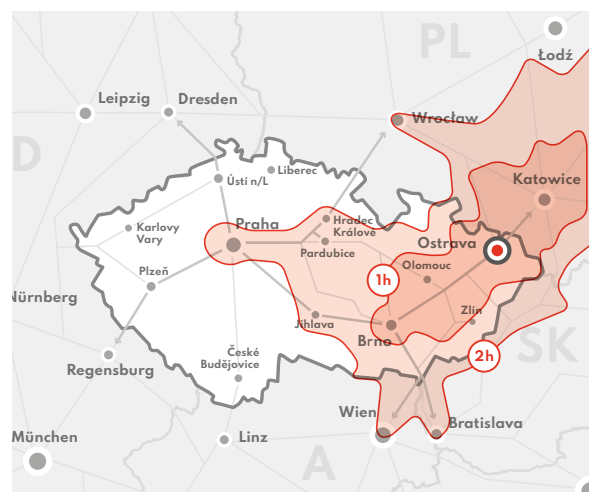 PL
Łodź
Leipzig
Dresden
Wrocław
D
Liberec
Ústí n/L
Katowice
Karlovy
Vary
Praha
Hradec
Králové
Ostrava
Pardubice
Plzeň
Olomouc
1h
Nürnberg
Zlín
Jihlava
Brno
SK
České
Budějovice
2h
Regensburg
Wien
Bratislava
München
Linz
A